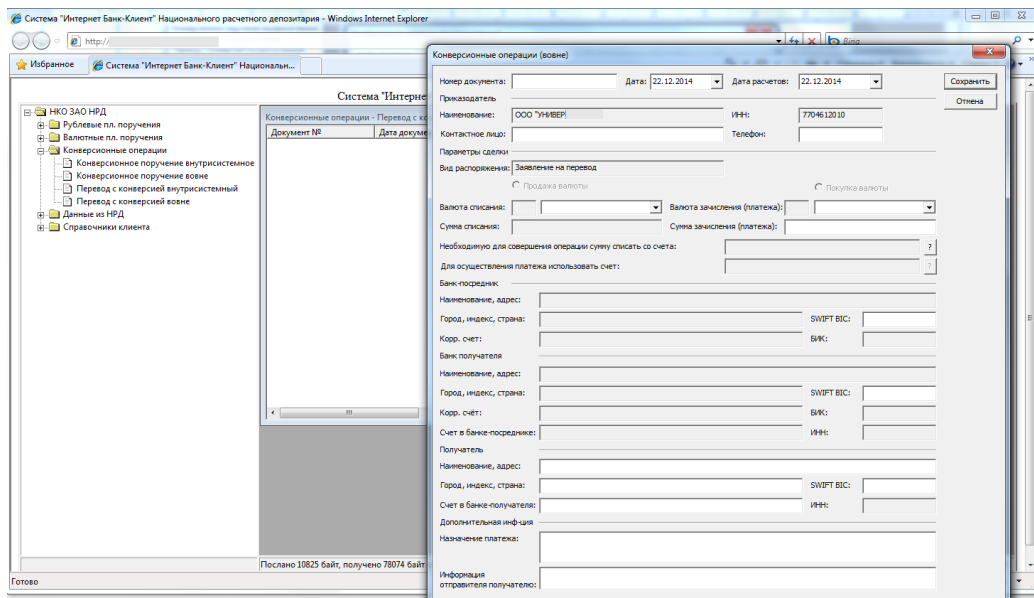 Система "Интернет Банк-Клиент" Национального расчетного депозитария - Windows Internet Explorer
http://
Bing
Избранное
Система "Интернет Банк-Клиент" Националь...
Система "Интерне
НКО ЗАО НРД
Рублевые пл. поручения
Валютные пл. поручения
Конверсионные операции
Конверсионное поручение внутрисистемное
Конверсионное поручение вовне
Перевод с конверсией внутрисистемный
Перевод с конверсией вовне
Данные из НРД
Справочники клиента
Конверсионные операции - Перевод с ко
Документ № Дата докуме
Послано 10825 байт, получено 78074 байт
Готово
Конверсионные операции (вовне)
Номер документа: Дата: 22.12.2014 Дата расчетов: 22.12.2014 Сохранить
Отмена
Приказодатель
Наименование: ООО "УНИВЕР ИНН: 7704612010
Контактное лицо: Телефон:
Параметры сделки
Вид распоряжения: Заявление на перевод
Продажа валюты Покупка валюты
Валюта списания: Валюта зачисления (платежа):
Сумма списания: Сумма зачисления (платежа):
Необходимую для совершения операции сумму списать со счета: ?
Для осуществления платежа использовать счет: ?
Банк-посредник
Наименование, адрес:
Город, индекс, страна: SWIFT BIC:
Корр. счет: БИК:
Банк получателя
Наименование, адрес:
Город, индекс, страна: SWIFT BIC:
Корр. счёт: БИК:
Счет в банке-посреднике: ИНН:
Получатель
Наименование, адрес:
Город, индекс, страна: SWIFT BIC:
Счет в банке-получателя: ИНН:
Дополнительная инф-ция
Назначение платежа:
Информация
отправителя получателю: